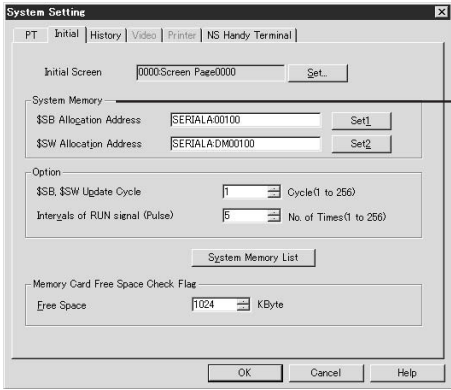 System Setting
PT Initial History Video Printer NS Handy Terminal
Initial Screen 0000:Screen Page0000 Set...
System Memory
$SB Allocation Address SERIALA:00100 Set1
$SW Allocation Address SERIALA:DM00100 Set2
Option
$SB, $SW Update Cycle 1 Cycle(1 to 256)
Intervals of RUN signal (Pulse) 5 No. of Times(1 to 256)
System Memory List
Memory Card Free Space Check Flag
Free Space 1024 KByte
OK Cancel Help